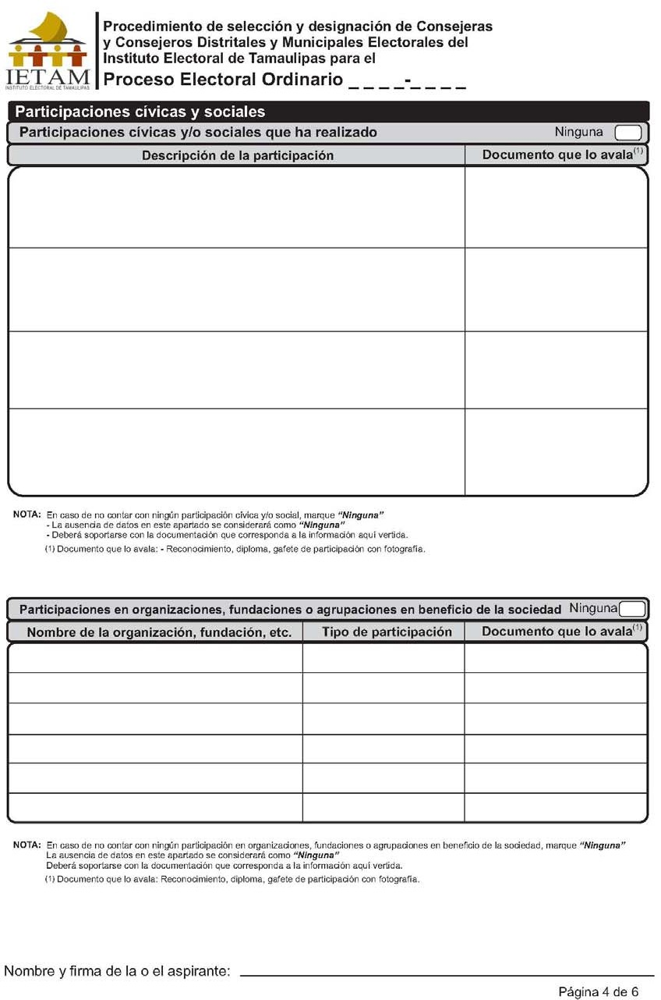 Procedimiento de selección y designación de Consejeras
y Consejeros Distritales y Municipales Electorales del
Instituto Electoral de Tamaulipas para el
Proceso Electoral Ordinario _ _ _ _-_ _ _ _
IETAM
INSTITUTO ELECTORAL DE TAMAULIPAS
Participaciones cívicas y sociales
Participaciones cívicas y/o sociales que ha realizado Ninguna
Descripción de la participación Documento que lo avala(1)
NOTA: En caso de no contar con ningún participación cívica y/o social, marque “Ninguna”
- La ausencia de datos en este apartado se considerará como “Ninguna”
- Deberá soportarse con la documentación que corresponda a la información aquí vertida.
(1) Documento que lo avala: - Reconocimiento, diploma, gafete de participación con fotografía.
Participaciones en organizaciones, fundaciones o agrupaciones en beneficio de la sociedad Ninguna
Nombre de la organización, fundación, etc. Tipo de participación Documento que lo avala(1)
NOTA: En caso de no contar con ningún participación en organizaciones, fundaciones o agrupaciones en beneficio de la sociedad, marque “Ninguna”
La ausencia de datos en este apartado se considerará como “Ninguna”
Deberá soportarse con la documentación que corresponda a la información aquí vertida.
(1) Documento que lo avala: Reconocimiento, diploma, gafete de participación con fotografía.
Nombre y firma de la o el aspirante:
Página 4 de 6